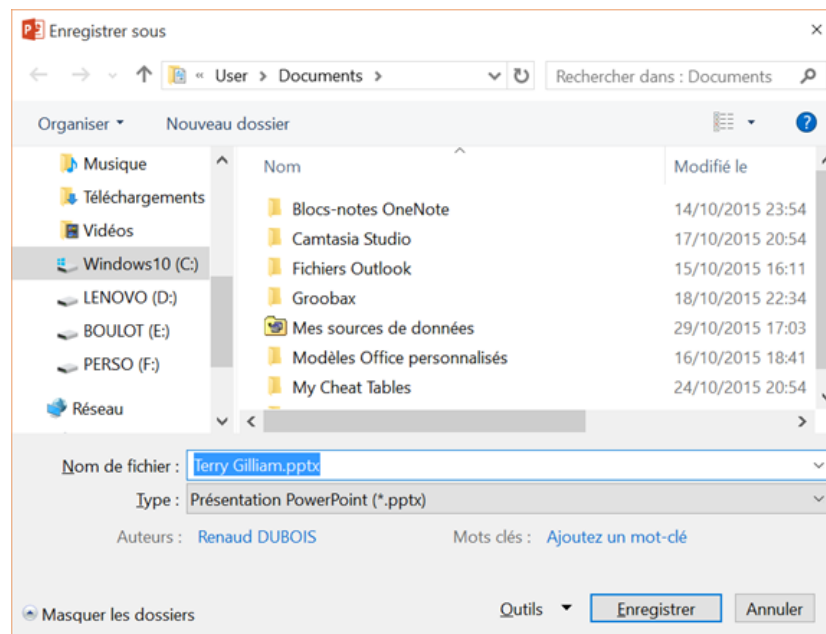 Enregistrer sous
« User > Documents >
Rechercher dans : Documents
Organiser
Nouveau dossier
Musique
Téléchargements
Vidéos
Windows10 (C:)
LENOVO (D:)
BOULOT (E:)
PERSO (F:)
Réseau
Nom Modifié le
Blocs-notes OneNote 14/10/2015 23:54
Camtasia Studio 17/10/2015 20:54
Fichiers Outlook 15/10/2015 16:11
Groobax 18/10/2015 22:34
Mes sources de données 29/10/2015 17:03
Modèles Office personnalisés 16/10/2015 18:41
My Cheat Tables 24/10/2015 20:54
Nom de fichier : Terry Gilliam.pptx
Type : Présentation PowerPoint (*.pptx)
Auteurs : Renaud DUBOIS Mots clés : Ajoutez un mot-clé
Masquer les dossiers
Outils Enregistrer Annuler